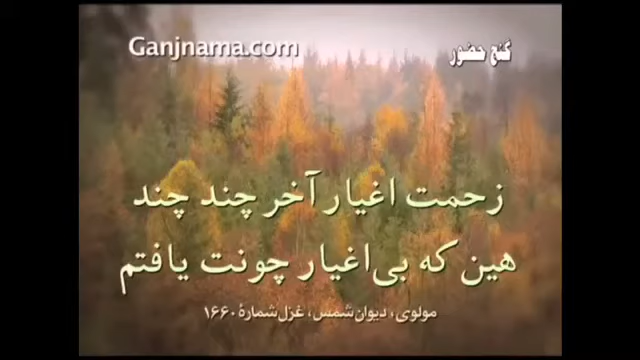 Ganjnama.com
گنج حضور
زحمت اغیار آخر چند چند
هین که بی‌اغیار چونت یافتم
مولوی، دیوان شمس، غزل شمارهٔ ۱۶۶۰